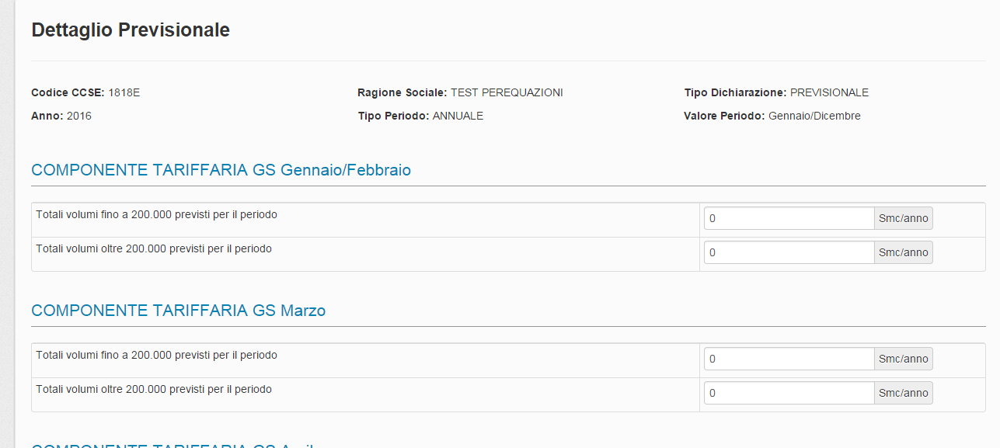 Dettaglio Previsionale
Codice CCSE: 1818E
Ragione Sociale: TEST PEREQUAZIONI
Tipo Dichiarazione: PREVISIONALE
Anno: 2016
Tipo Periodo: ANNUALE
Valore Periodo: Gennaio/Dicembre
COMPONENTE TARIFFARIA GS Gennaio/Febbraio
Totali volumi fino a 200.000 previsti per il periodo
0 Smc/anno
Totali volumi oltre 200.000 previsti per il periodo
0 Smc/anno
COMPONENTE TARIFFARIA GS Marzo
Totali volumi fino a 200.000 previsti per il periodo
0 Smc/anno
Totali volumi oltre 200.000 previsti per il periodo
0 Smc/anno
COMPONENTE TARIFFARIA GS